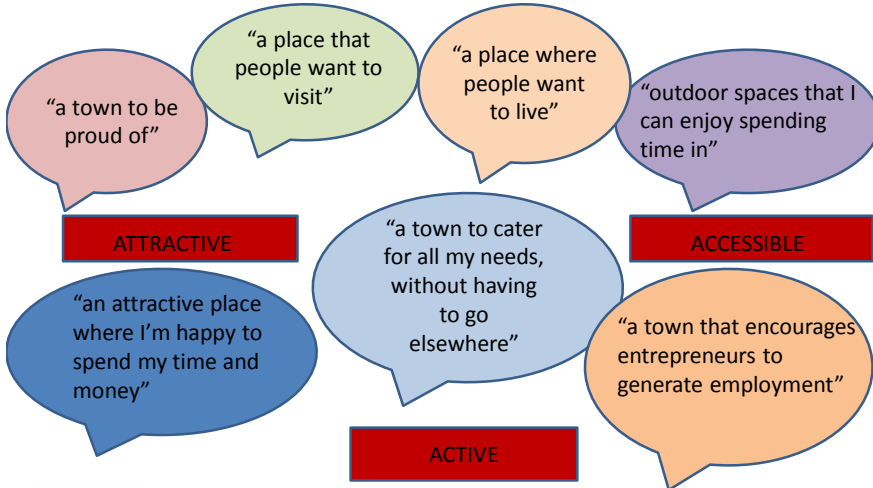 “a town to be
proud of”
“a place that
people want to
visit”
“a place where
people want
to live”
“outdoor spaces that I
can enjoy spending
time in”
ATTRACTIVE
“a town to cater
for all my needs,
without having
to go
elsewhere”
ACCESSIBLE
“an attractive place
where I’m happy to
spend my time and
money”
“a town that encourages
entrepreneurs to
generate employment”
ACTIVE